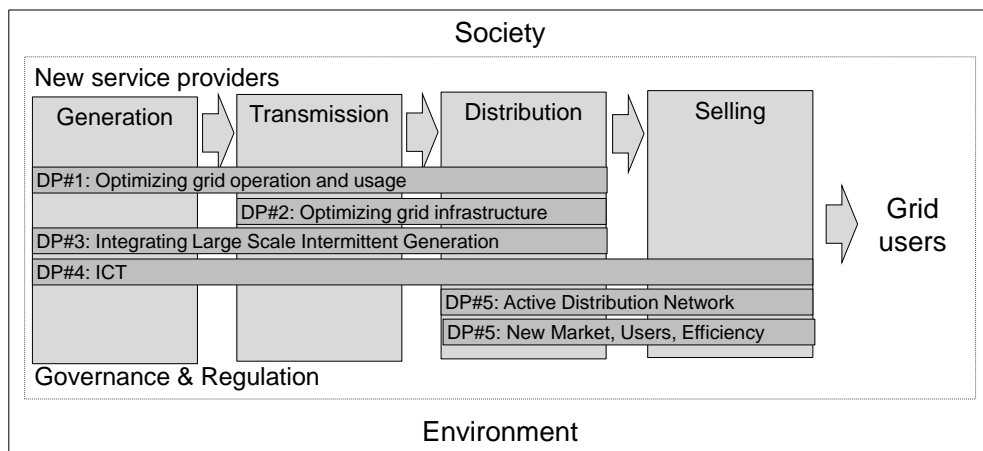 Society
New service providers
Generation
Transmission
Distribution
Selling
DP#1: Optimizing grid operation and usage
DP#2: Optimizing grid infrastructure
DP#3: Integrating Large Scale Intermittent Generation
DP#4: ICT
DP#5: Active Distribution Network
DP#5: New Market, Users, Efficiency
Grid
users
Governance & Regulation
Environment